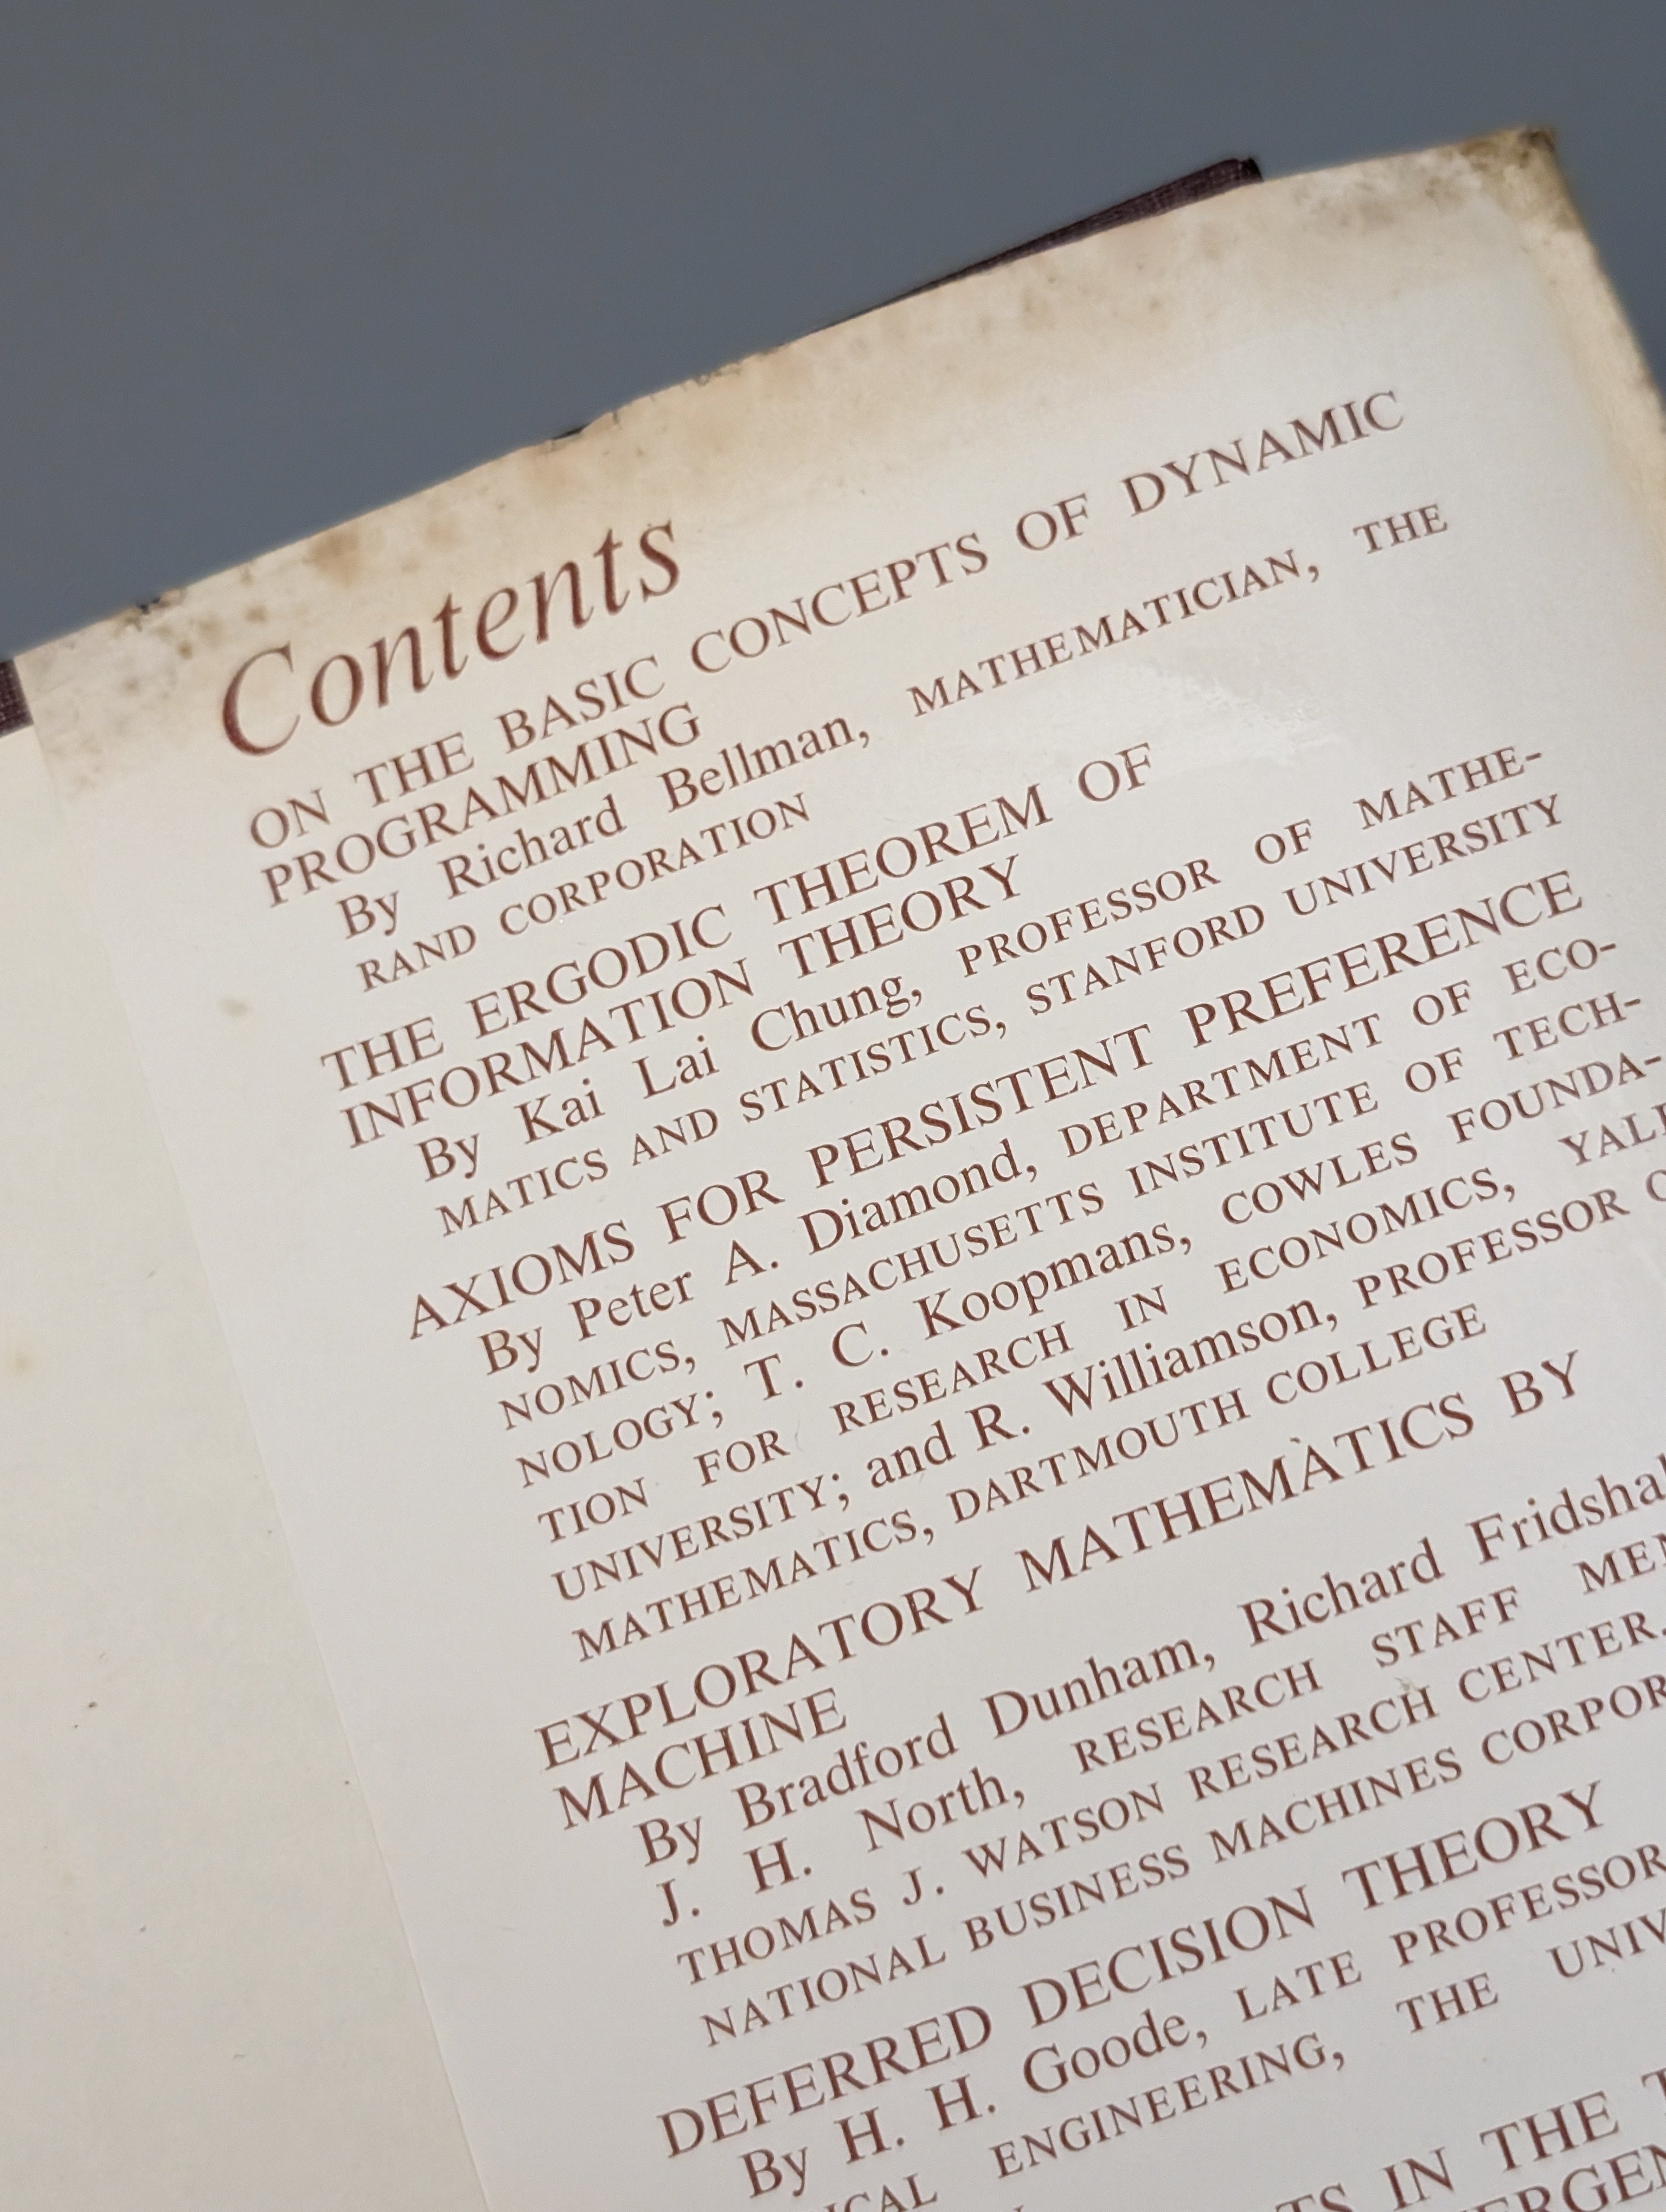 Contents
ON THE BASIC CONCEPTS OF DYNAMIC
PROGRAMMING
By Richard Bellman, MATHEMATICIAN, THE
RAND CORPORATION
THE ERGODIC THEOREM OF
INFORMATION THEORY
By Kai Lai Chung, PROFESSOR OF MATHE-
MATICS AND STATISTICS, STANFORD UNIVERSITY
AXIOMS FOR PERSISTENT PREFERENCE
By Peter A. Diamond, DEPARTMENT OF ECO-
NOMICS, MASSACHUSETTS INSTITUTE OF TECH-
NOLOGY; T. C. Koopmans, COWLES FOUNDA-
TION FOR RESEARCH IN ECONOMICS, YALE
UNIVERSITY; and R. Williamson, PROFESSOR
MATHEMATICS, DARTMOUTH COLLEGE
EXPLORATORY MATHEMATICS BY
MACHINE
By Bradford Dunham, Richard
J. H. North, RESEARCH STAFF
THOMAS J. WATSON RESEARCH CENTER,
NATIONAL BUSINESS MACHINES
DEFERRED DECISION THEORY
By H. H. Goode, LATE PROFESSOR
ENGINEERING, THE
IN THE